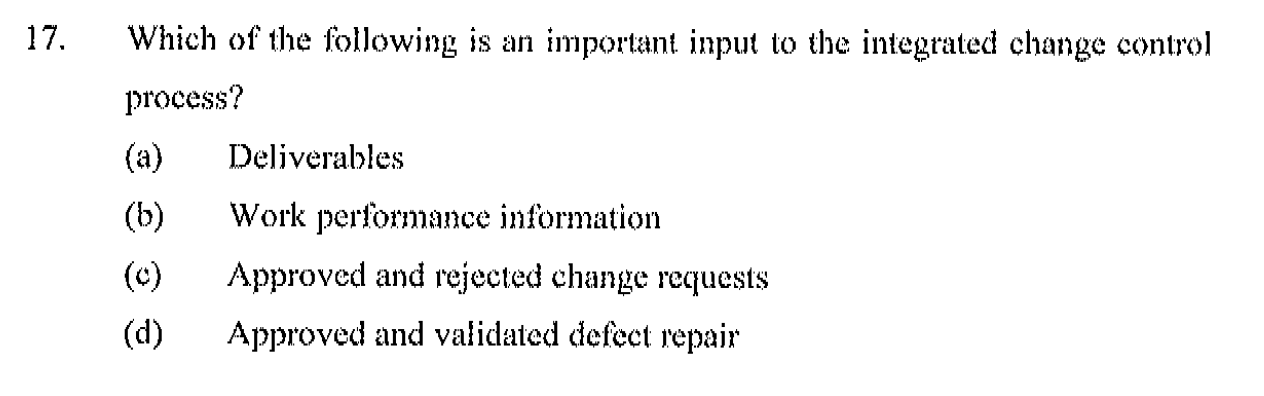 17. Which of the following is an important input to the integrated change control
process?
(a) Deliverables
(b) Work performance information
(c) Approved and rejected change requests
(d) Approved and validated defect repair